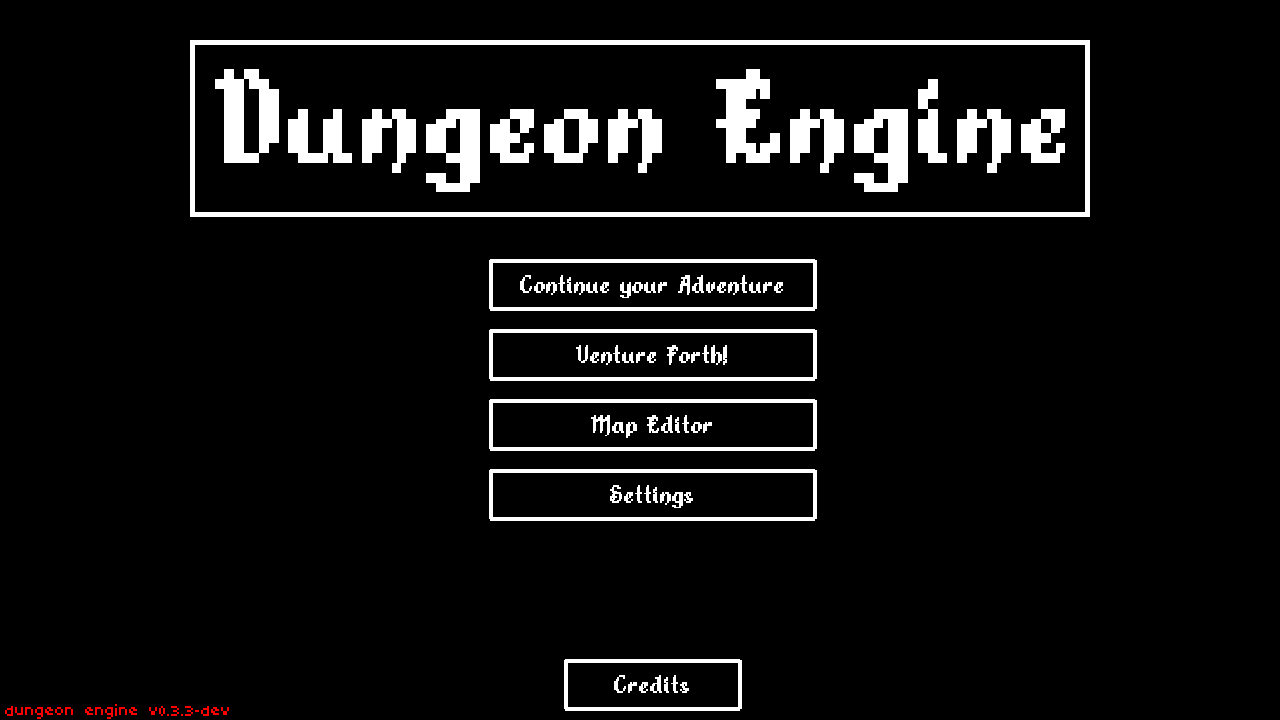 Dungeon Engine
Continue your Adventure
Venture Forth!
Map Editor
Settings
Credits
dungeon engine v0.3.3-dev